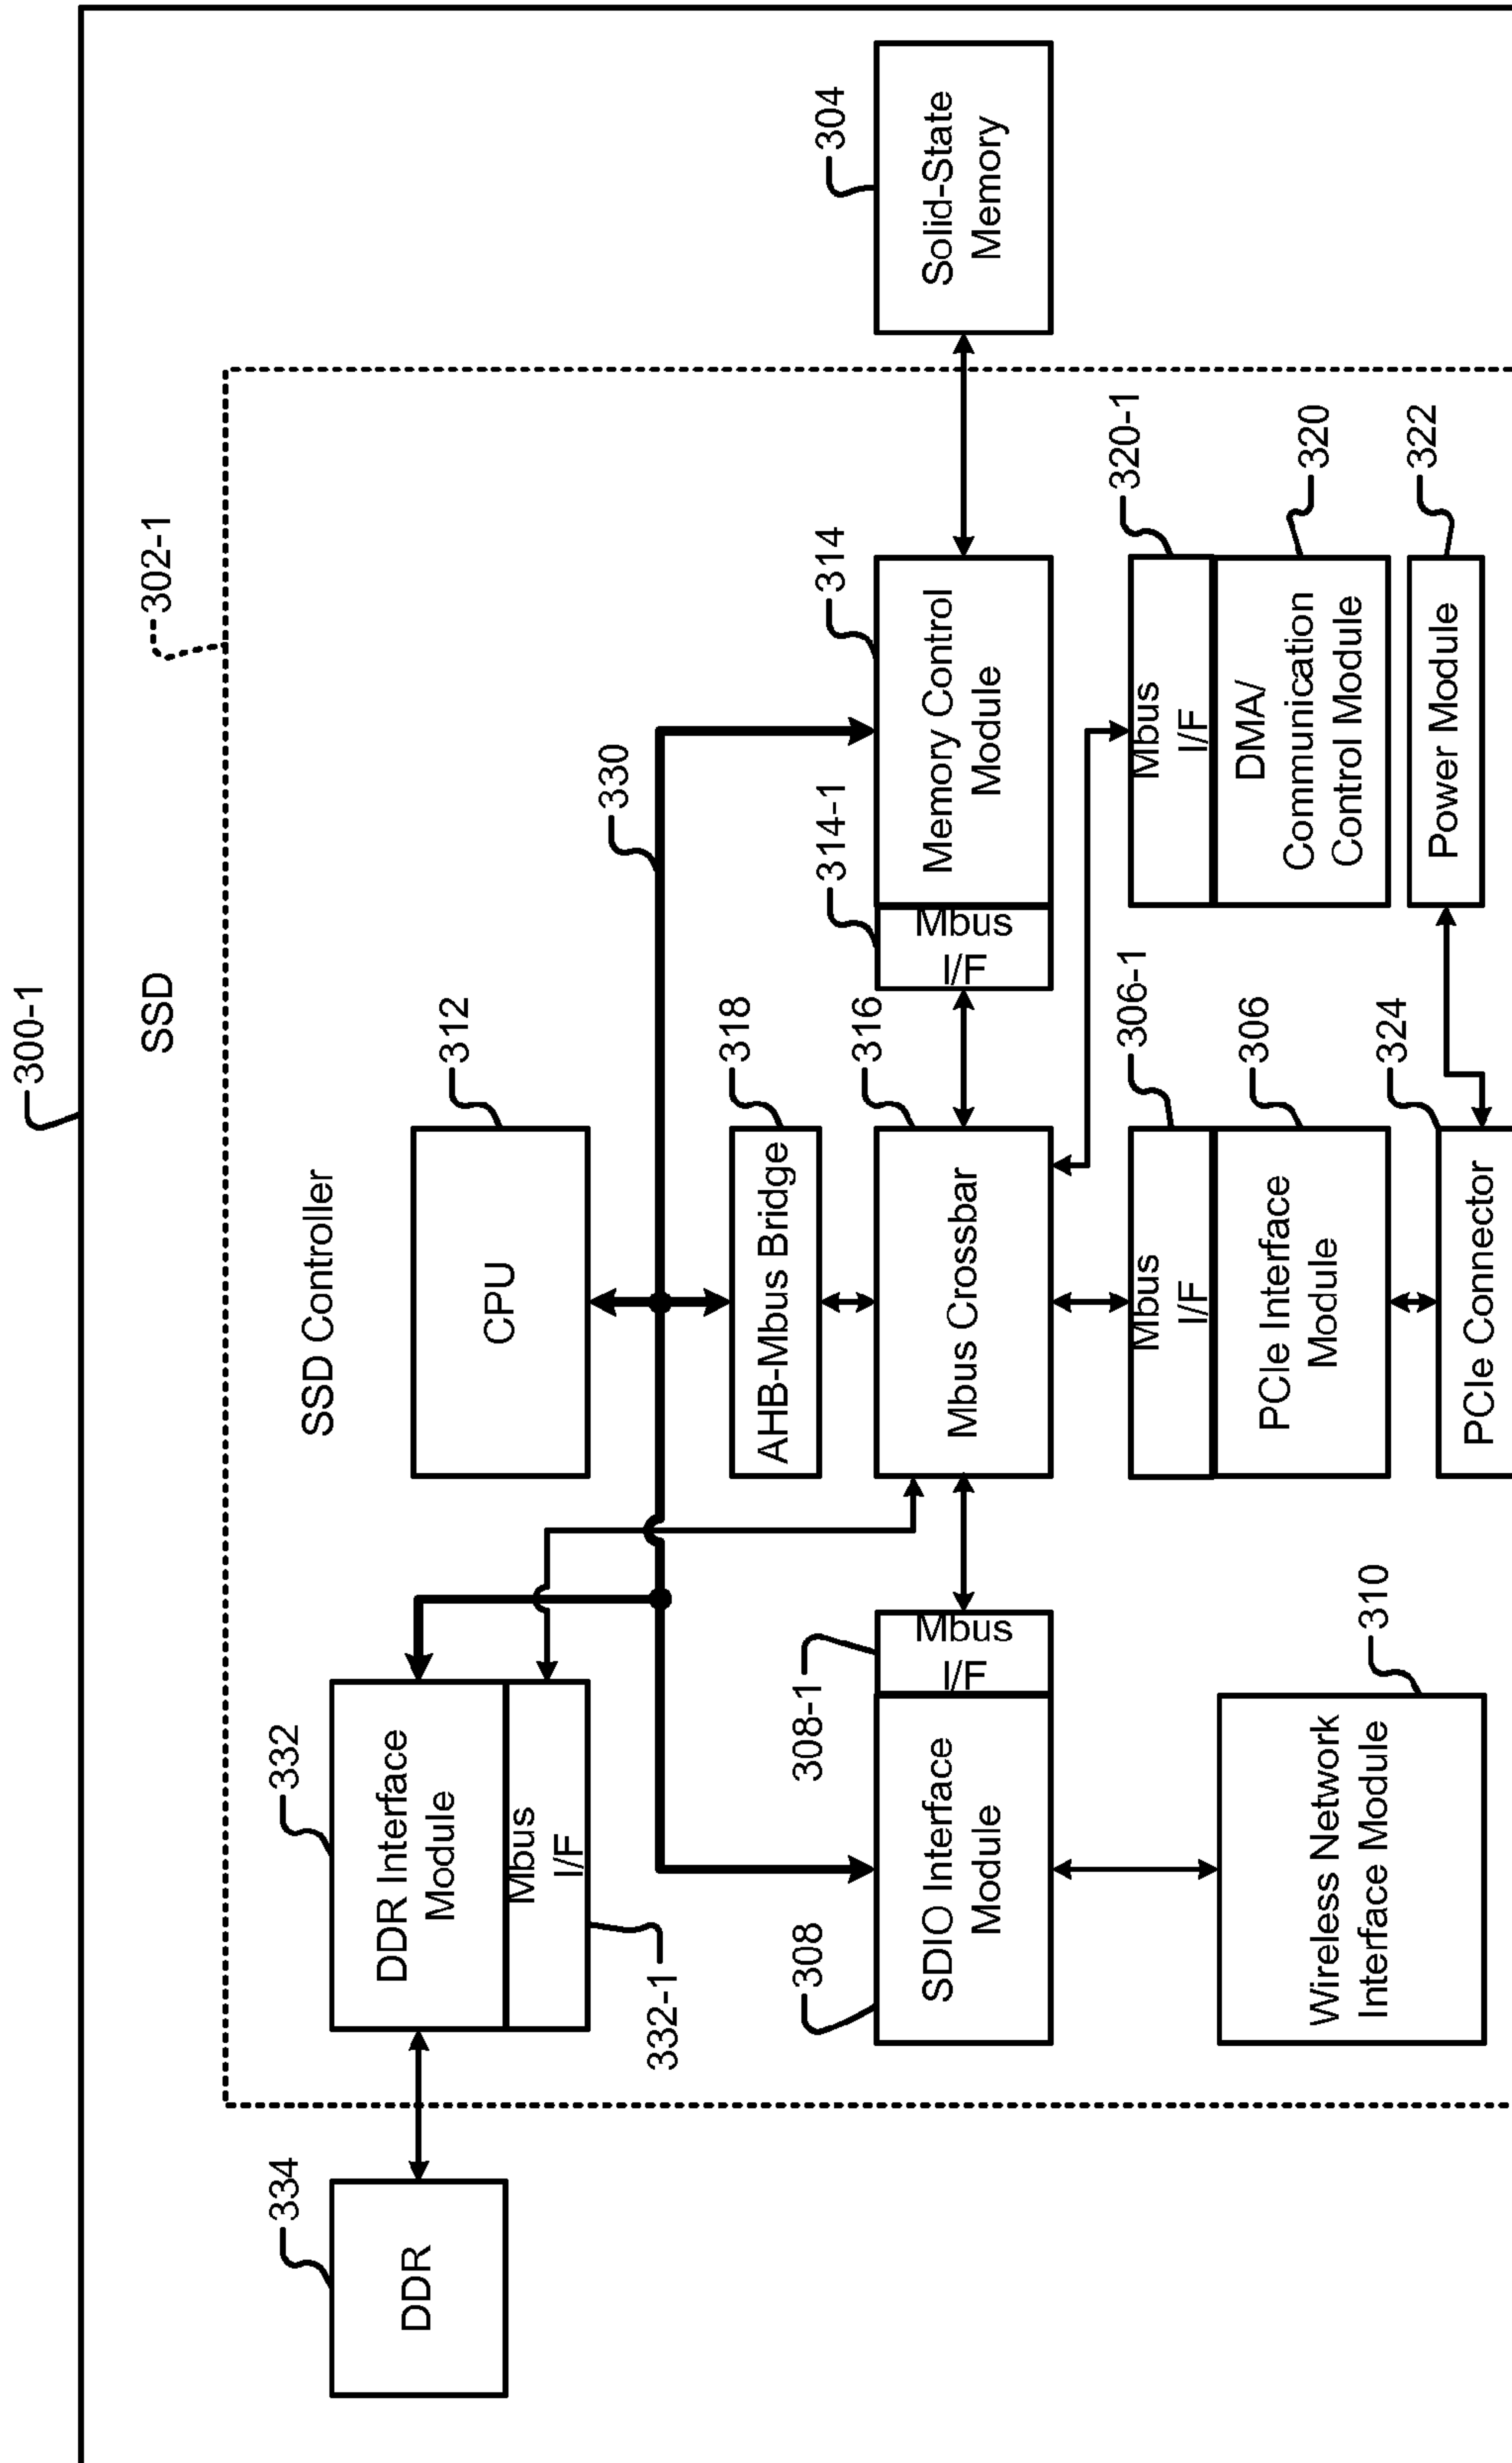 300-1
SSD
302-1
SSD Controller
334
DDR
332
DDR Interface
Module
Mbus
I/F
332-1
312
CPU
330
318
AHB-Mbus Bridge
308
SDIO Interface
Module
308-1
Mbus
I/F
316
Mbus Crossbar
314-1
Mbus
I/F
314
Memory Control
Module
304
Solid-State
Memory
310
Wireless Network
Interface Module
306-1
Mbus
I/F
306
PCIe Interface
Module
320-1
Mbus
I/F
320
DMA/
Communication
Control Module
324
PCIe Connector
322
Power Module